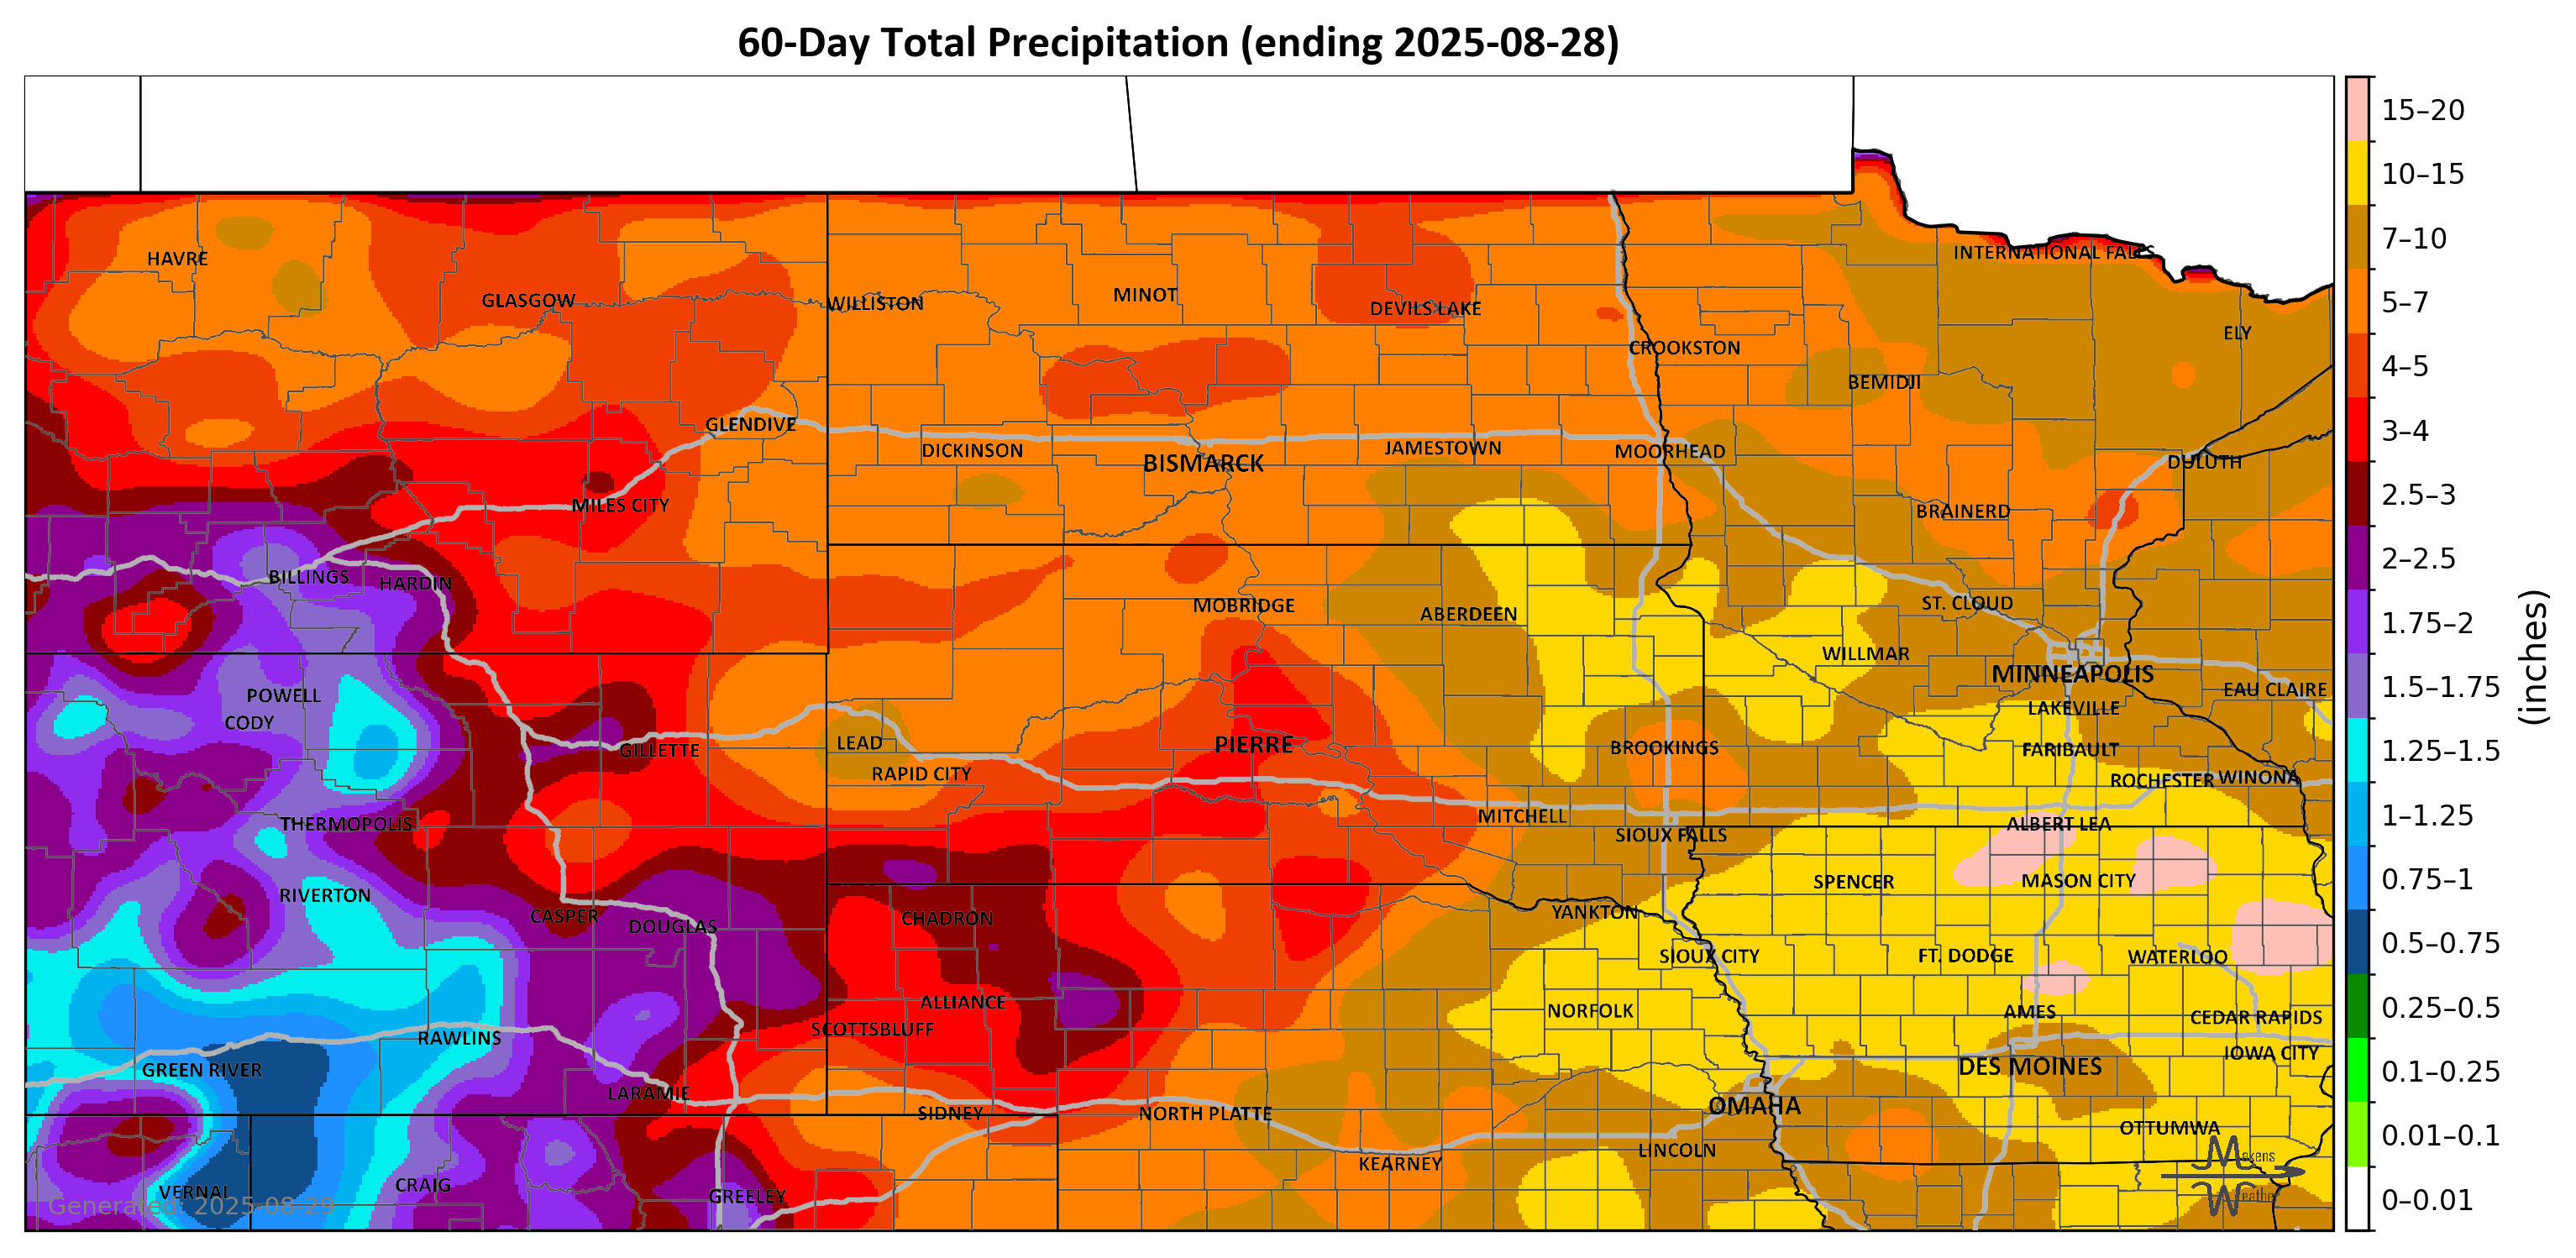 60-Day Total Precipitation (ending 2025-08-28)
INTERNATIONAL FALLS
HAVRE
GLASGOW
WILLISTON
MINOT
DEVILS LAKE
ELY
CROOKSTON
BEMIDJI
GLENDIVE
DICKINSON
BISMARCK
JAMESTOWN
MOORHEAD
DULUTH
MILES CITY
BRAINERD
BILLINGS
HARDIN
MOBRIDGE
ABERDEEN
ST. CLOUD
WILLMAR
MINNEAPOLIS
POWELL
CODY
EAU CLAIRE
LAKEVILLE
GILLETTE
LEAD
PIERRE
BROOKINGS
FARIBAULT
RAPID CITY
ROCHESTER
WINONA
THERMOPOLIS
MITCHELL
SIOUX FALLS
ALBERT LEA
RIVERTON
SPENCER
MASON CITY
CASPER
DOUGLAS
CHADRON
YANKTON
SIOUX CITY
FT. DODGE
WATERLOO
ALLIANCE
NORFOLK
AMES
CEDAR RAPIDS
SCOTTSBLUFF
RAWLINS
GREEN RIVER
DES MOINES
IOWA CITY
LARAMIE
SIDNEY
NORTH PLATTE
OMAHA
OTTUMWA
LINCOLN
KEARNEY
VERNAL
CRAIG
GREELEY
Generated: 2025-08-29
Makens
Weather
15–20
10–15
7–10
5–7
4–5
3–4
2.5–3
2–2.5
1.75–2
1.5–1.75
1.25–1.5
1–1.25
0.75–1
0.5–0.75
0.25–0.5
0.1–0.25
0.01–0.1
0–0.01
(inches)